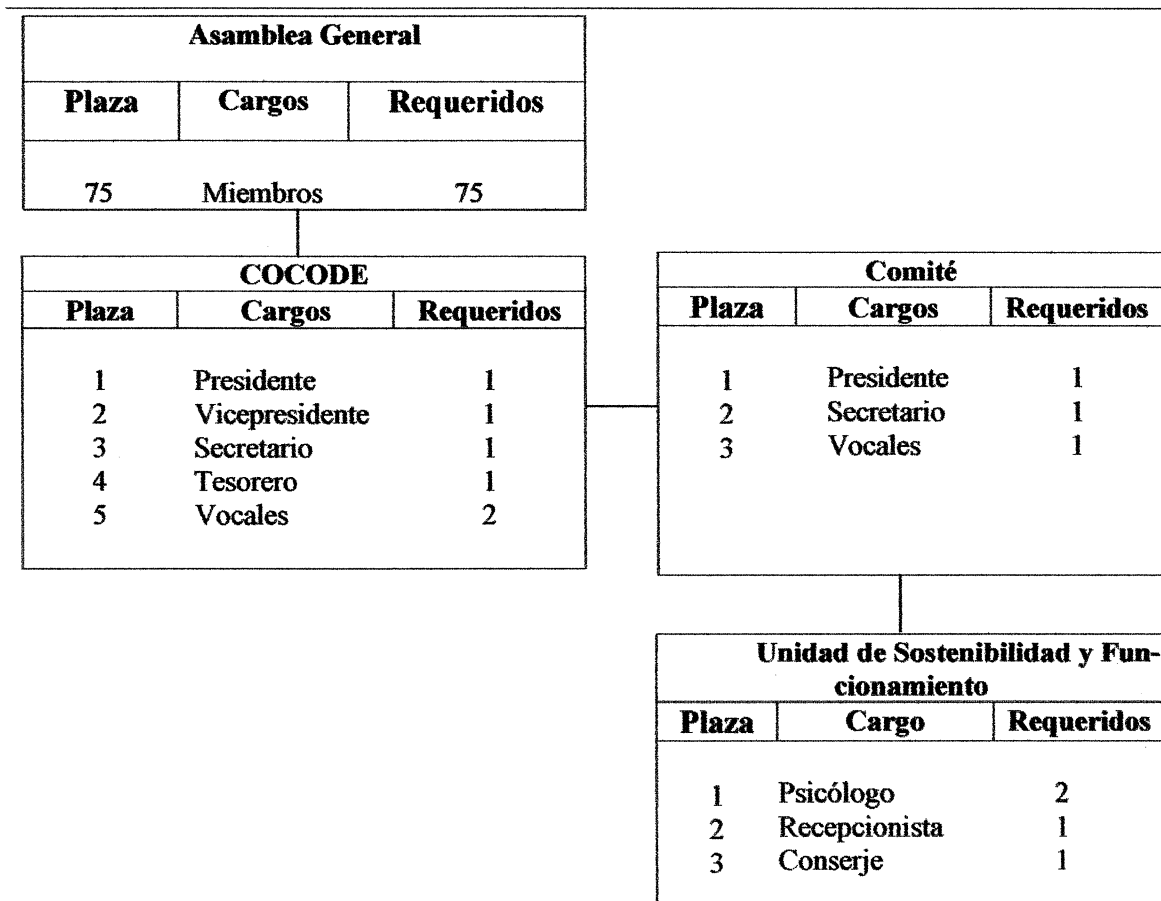 Asamblea General
Plaza Cargos Requeridos
75 Miembros 75
COCODE
Plaza Cargos Requeridos
1 Presidente 1
2 Vicepresidente 1
3 Secretario 1
4 Tesorero 1
5 Vocales 2
Comité
Plaza Cargos Requeridos
1 Presidente 1
2 Secretario 1
3 Vocales 1
Unidad de Sostenibilidad y Fun-
cionamiento
Plaza Cargo Requeridos
1 Psicólogo 2
2 Recepcionista 1
3 Conserje 1